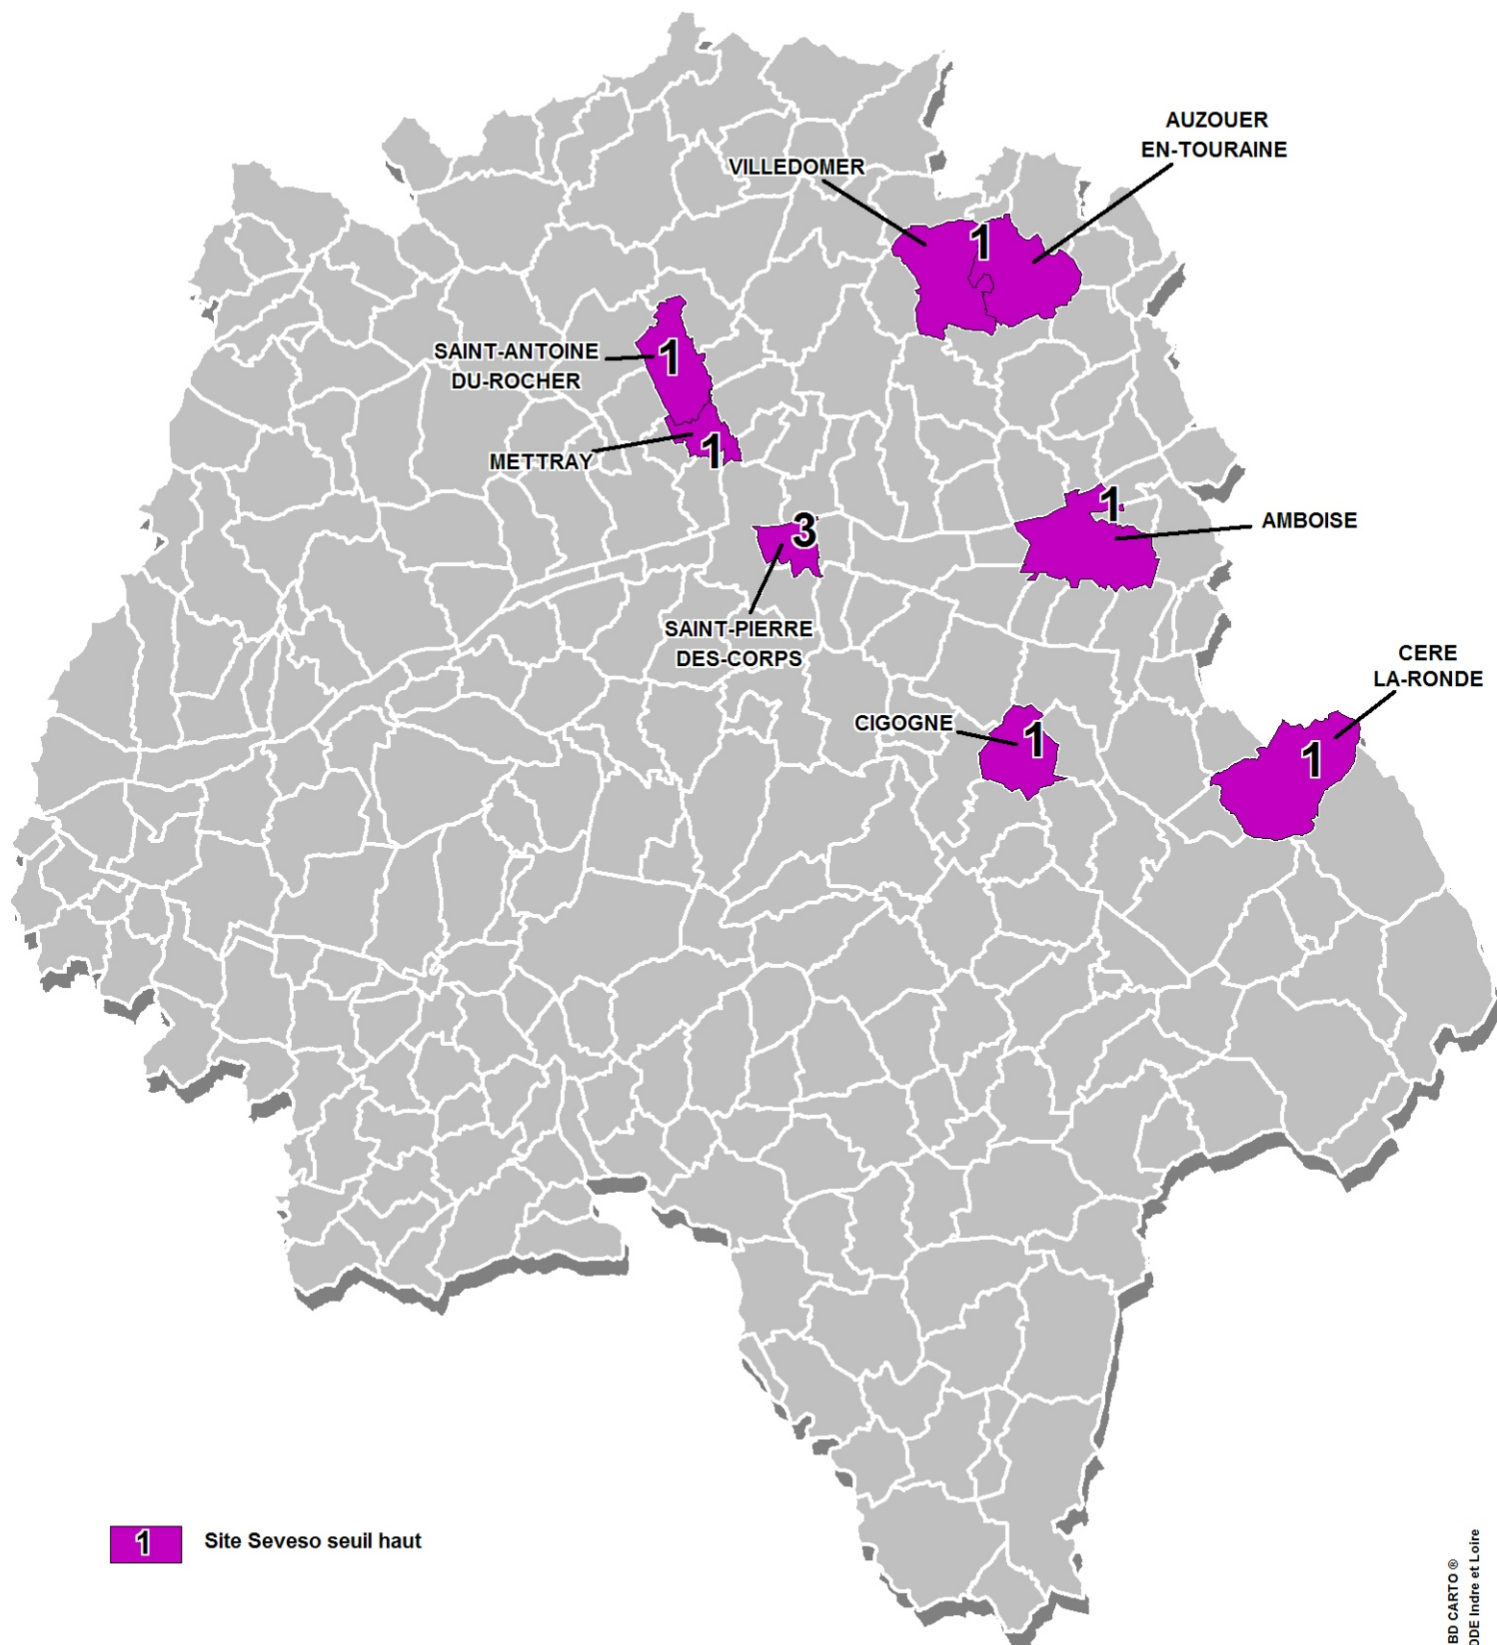 AUZOUER
EN-TOURAINE
VILLEDOMER
1
SAINT-ANTOINE
DU-ROCHER
1
METTRAY
1
3
SAINT-PIERRE
DES-CORPS
1
AMBOISE
CERE
LA-RONDE
CIGOGNE
1
1
1
Site Seveso seuil haut
BD CARTO ®
DDE Indre et Loire